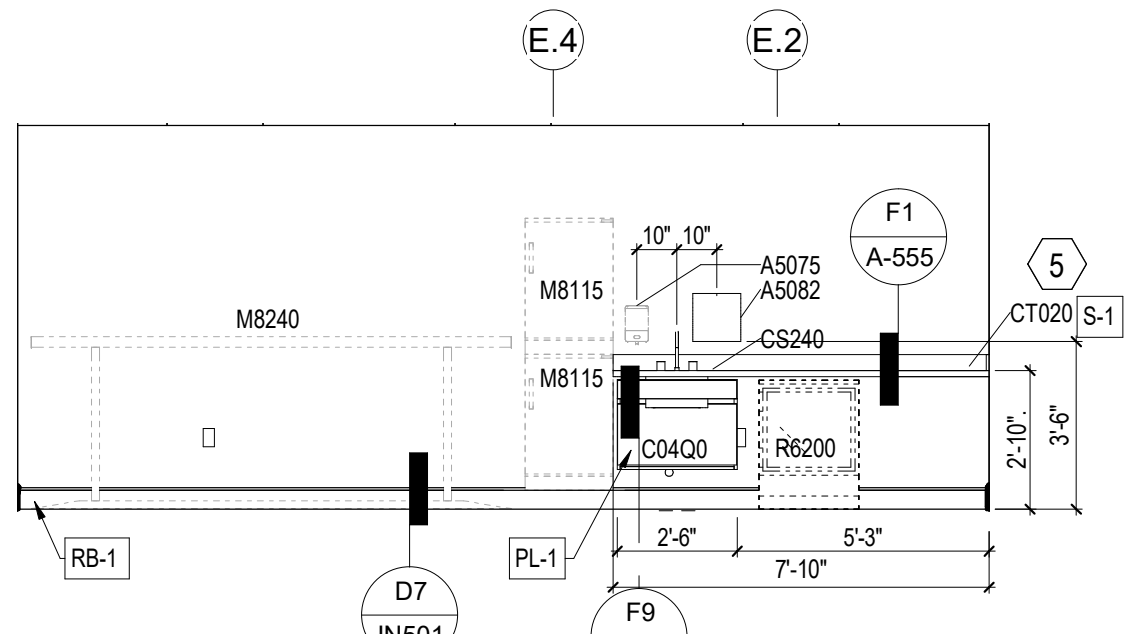 E.4
E.2
F1
A-555
10"
10"
5
A5075
A5082
M8115
CT020
S-1
M8240
CS240
M8115
2'-10".
3'-6"
C04Q0
R6200
2'-6"
5'-3"
RB-1
PL-1
7'-10"
D7
F9